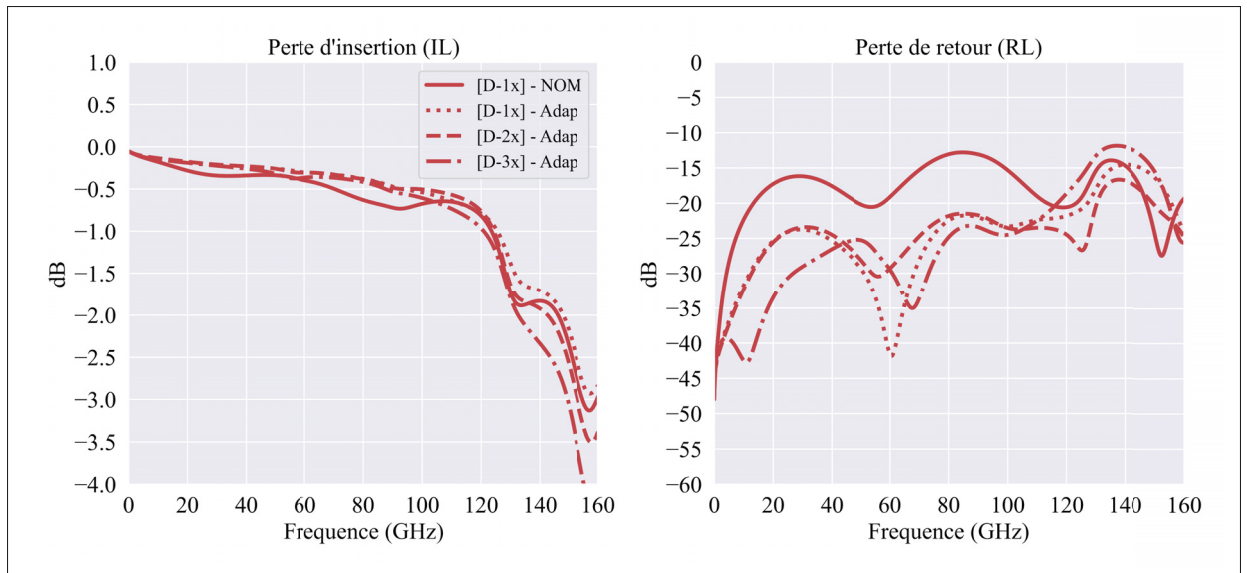 Perte d'insertion (IL)
1.0
0.5
0.0
−0.5
−1.0
−1.5
−2.0
−2.5
−3.0
−3.5
−4.0
dB
[D-1x] - NOM
[D-1x] - Adap
[D-2x] - Adap
[D-3x] - Adap
0 20 40 60 80 100 120 140 160
Frequence (GHz)
Perte de retour (RL)
0
−5
−10
−15
−20
−25
−30
−35
−40
−45
−50
−55
−60
dB
0 20 40 60 80 100 120 140 160
Frequence (GHz)